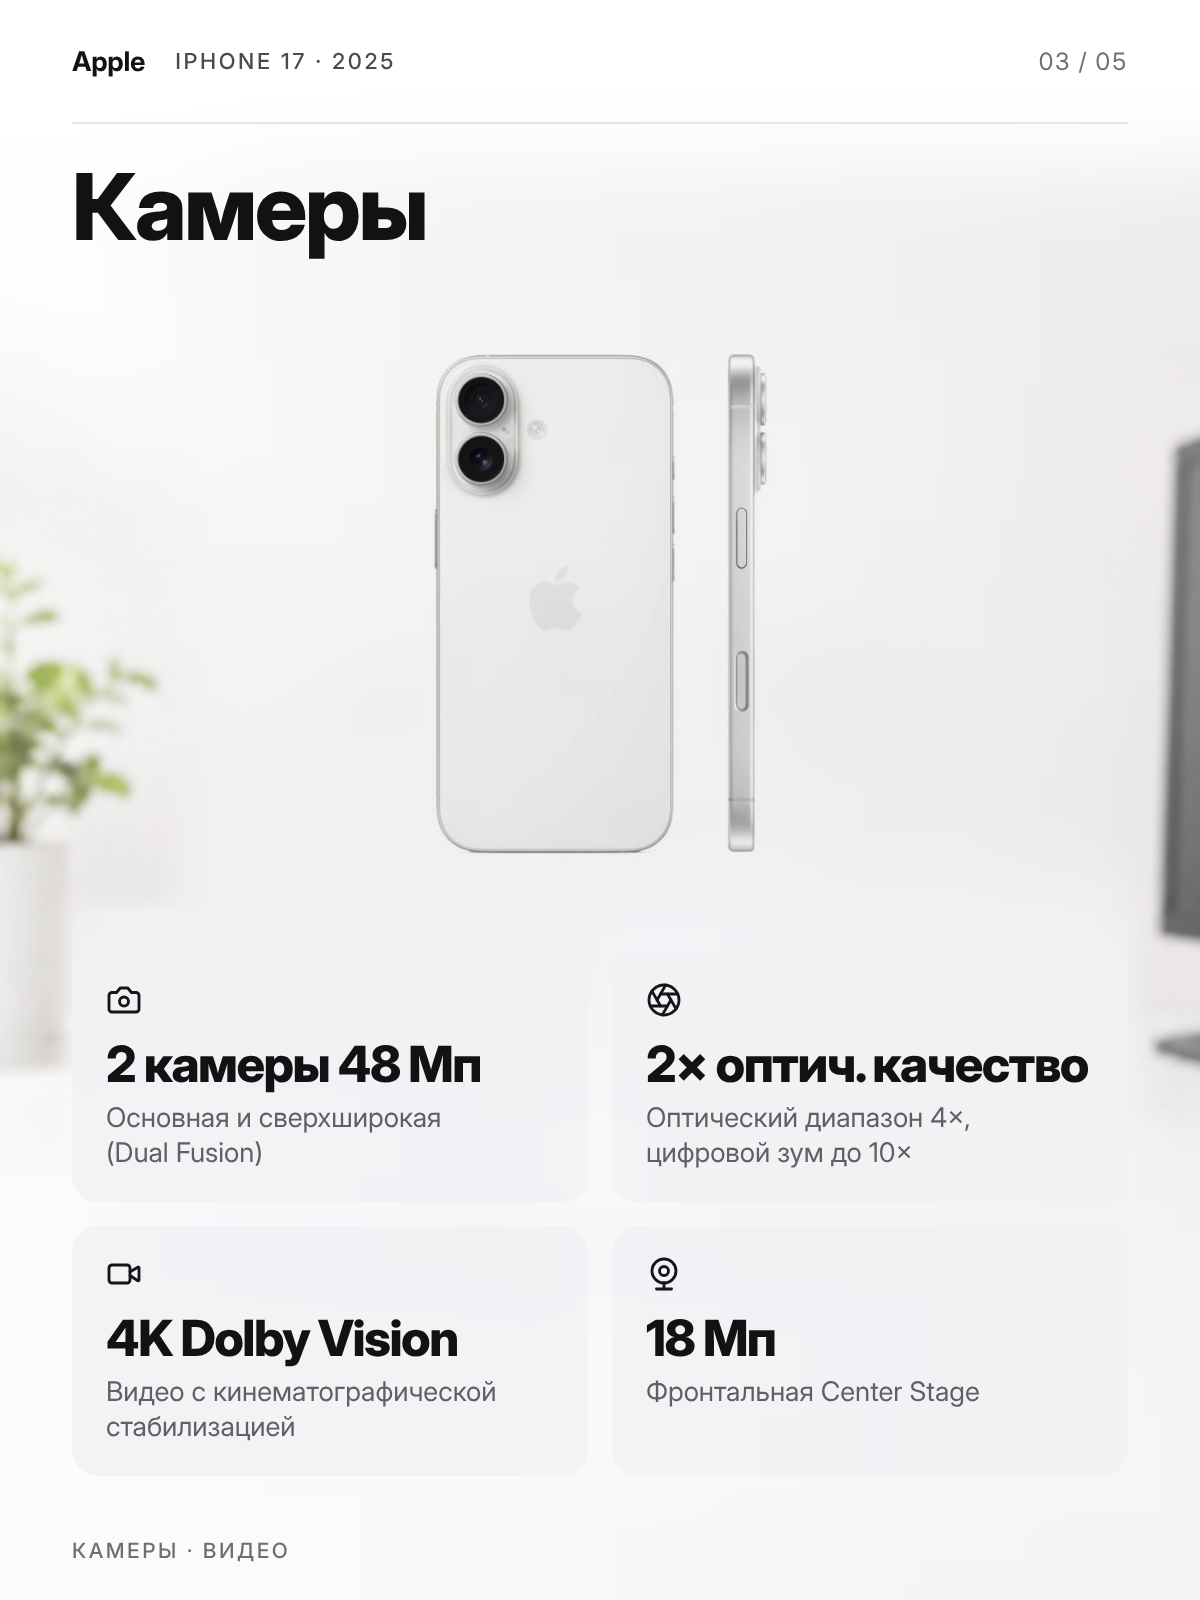 Apple IPHONE 17 · 2025 03 / 05
Камеры
2 камеры 48 Мп
Основная и сверхширокая
(Dual Fusion)
2× оптич. качество
Оптический диапазон 4×,
цифровой зум до 10×
4K Dolby Vision
Видео с кинематографической
стабилизацией
18 Мп
Фронтальная Center Stage
КАМЕРЫ · ВИДЕО